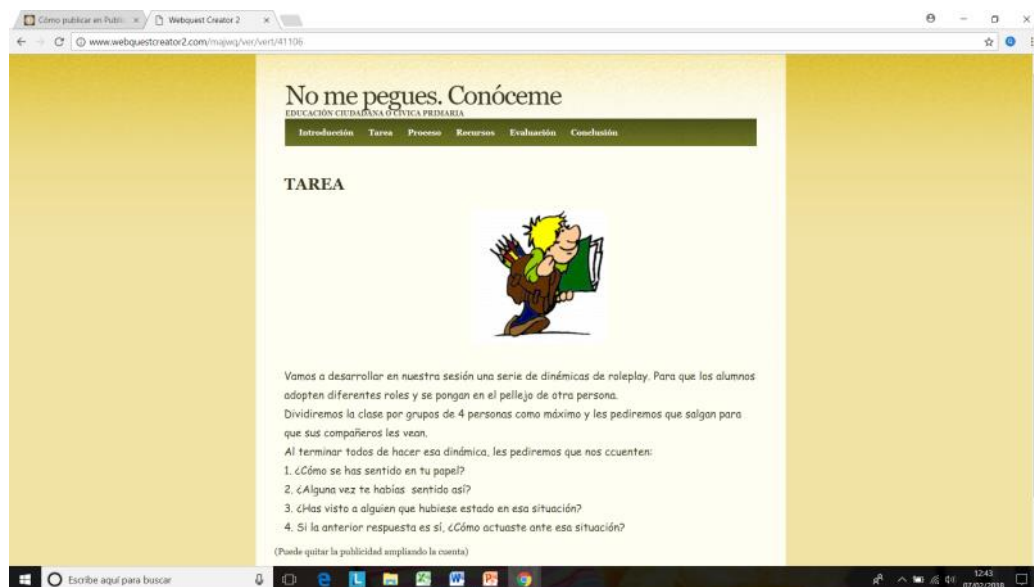 Cómo publicar en Public
Webquest Creator 2
www.webquestcreator2.com/majwq/ver/vert/41106
No me pegues. Conóceme
EDUCACIÓN CIUDADANA O CÍVICA PRIMARIA
Introducción Tarea Proceso Recursos Evaluación Conclusión
TAREA
Vamos a desarrollar en nuestra sesión una serie de dinámicas de roleplay. Para que los alumnos
adopten diferentes roles y se pongan en el pellejo de otra persona.
Dividiremos la clase por grupos de 4 personas como máximo y les pediremos que salgan para
que sus compañeros les vean.
Al terminar todos de hacer esa dinámica, les pediremos que nos ccuenten:
1. ¿Cómo se has sentido en tu papel?
2. ¿Alguna vez te habías sentido así?
3. ¿Has visto a alguien que hubiese estado en esa situación?
4. Si la anterior respuesta es sí, ¿Cómo actuaste ante esa situación?
(Puede quitar la publicidad ampliando la cuenta)
Escribe aquí para buscar
12:43
07/02/2018